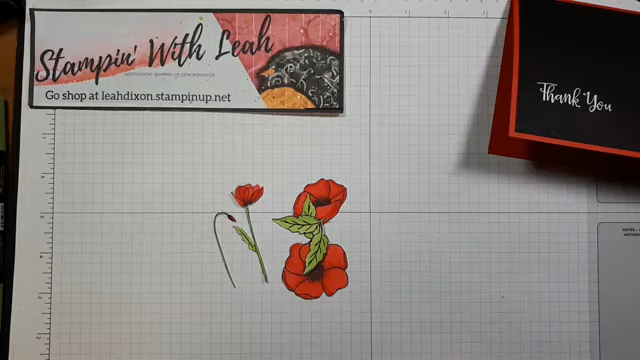 Stampin' With Leah
INDEPENDENT STAMPIN' UP! DEMONSTRATOR
Go shop at leahdixon.stampinup.net
Thank You